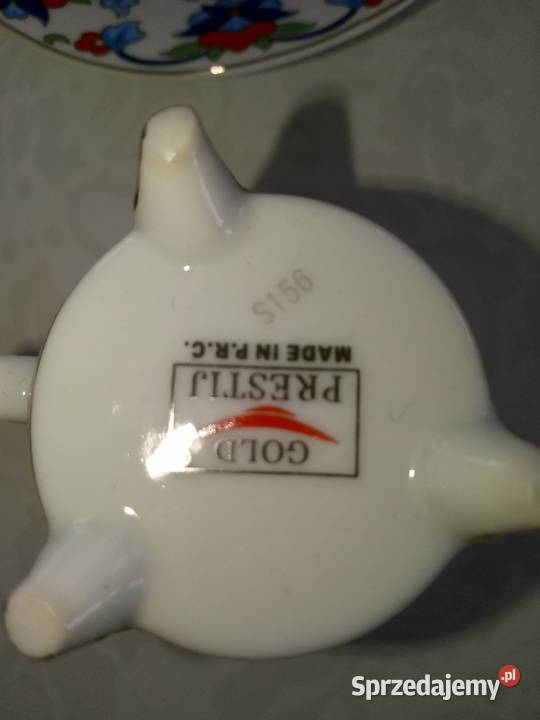 GOLD
PRESTIJ
MADE IN P.R.C.
S156
Sprzedajemy.pl